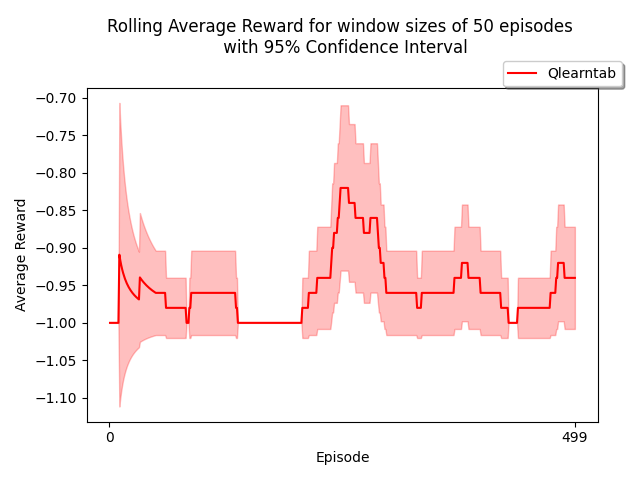 Rolling Average Reward for window sizes of 50 episodes
with 95% Confidence Interval
Qlearntab
−0.70
−0.75
−0.80
−0.85
−0.90
−0.95
−1.00
−1.05
−1.10
Average Reward
0
499
Episode